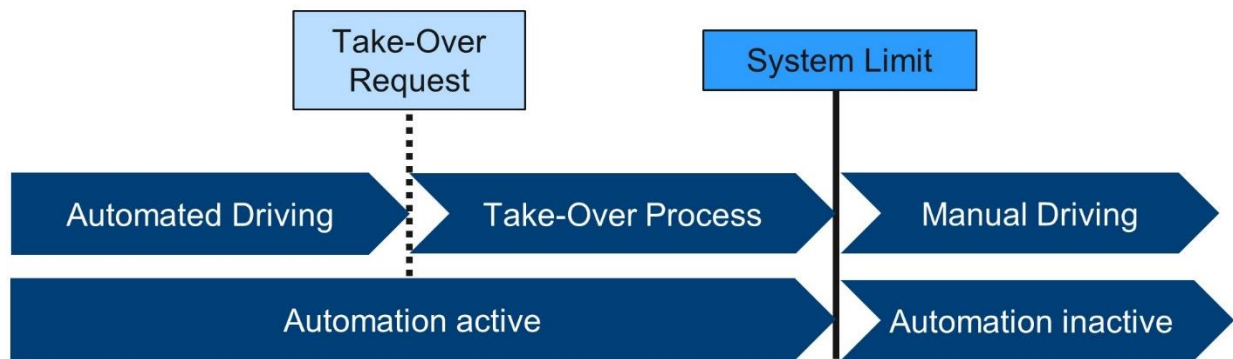 Take-Over
Request
System Limit
Automated Driving
Take-Over Process
Manual Driving
Automation active
Automation inactive